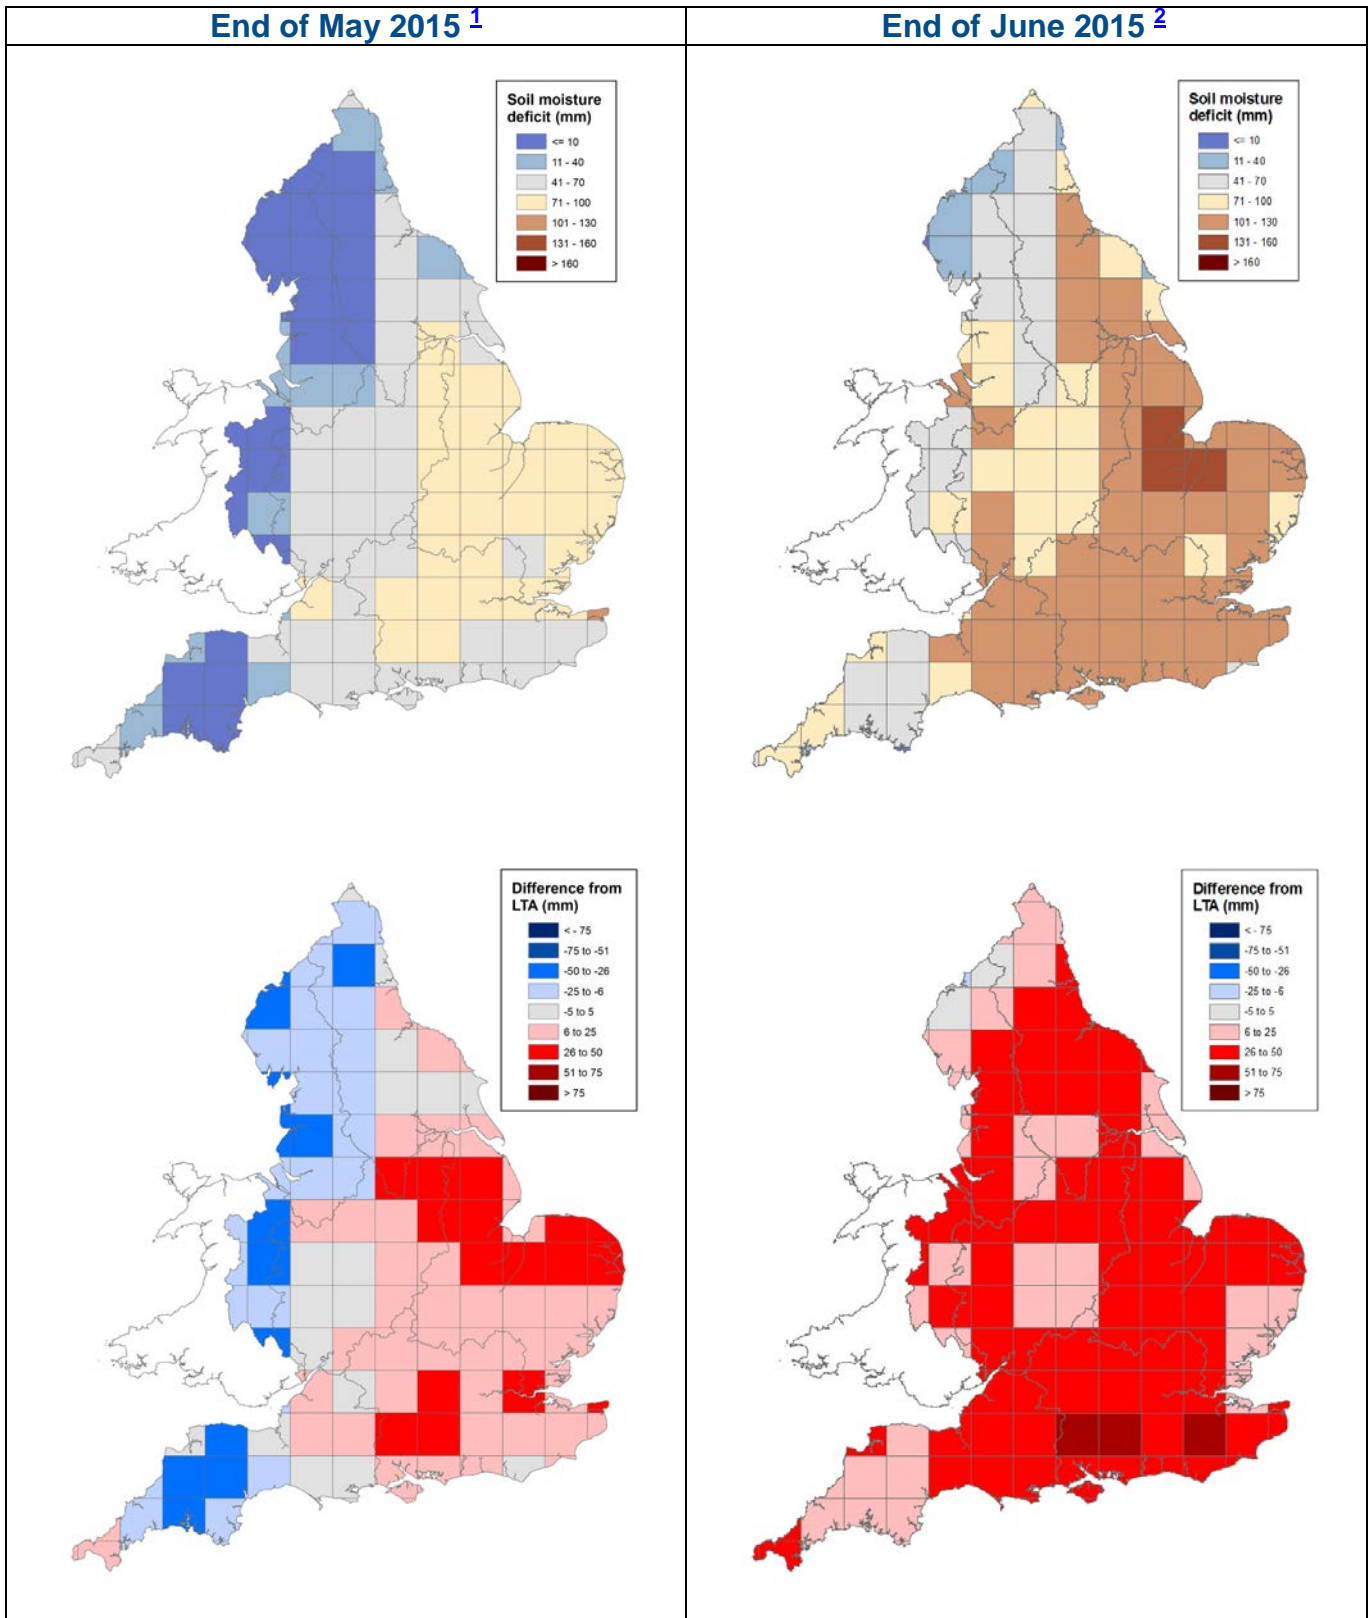 End of May 2015 1
End of June 2015 2
Soil moisture
deficit (mm)
<= 10
11 - 40
41 - 70
71 - 100
101 - 130
131 - 160
> 160
Soil moisture
deficit (mm)
<= 10
11 - 40
41 - 70
71 - 100
101 - 130
131 - 160
> 160
Difference from
LTA (mm)
< - 75
-75 to -51
-50 to -26
-25 to -6
-5 to 5
6 to 25
26 to 50
51 to 75
> 75
Difference from
LTA (mm)
< - 75
-75 to -51
-50 to -26
-25 to -6
-5 to 5
6 to 25
26 to 50
51 to 75
> 75